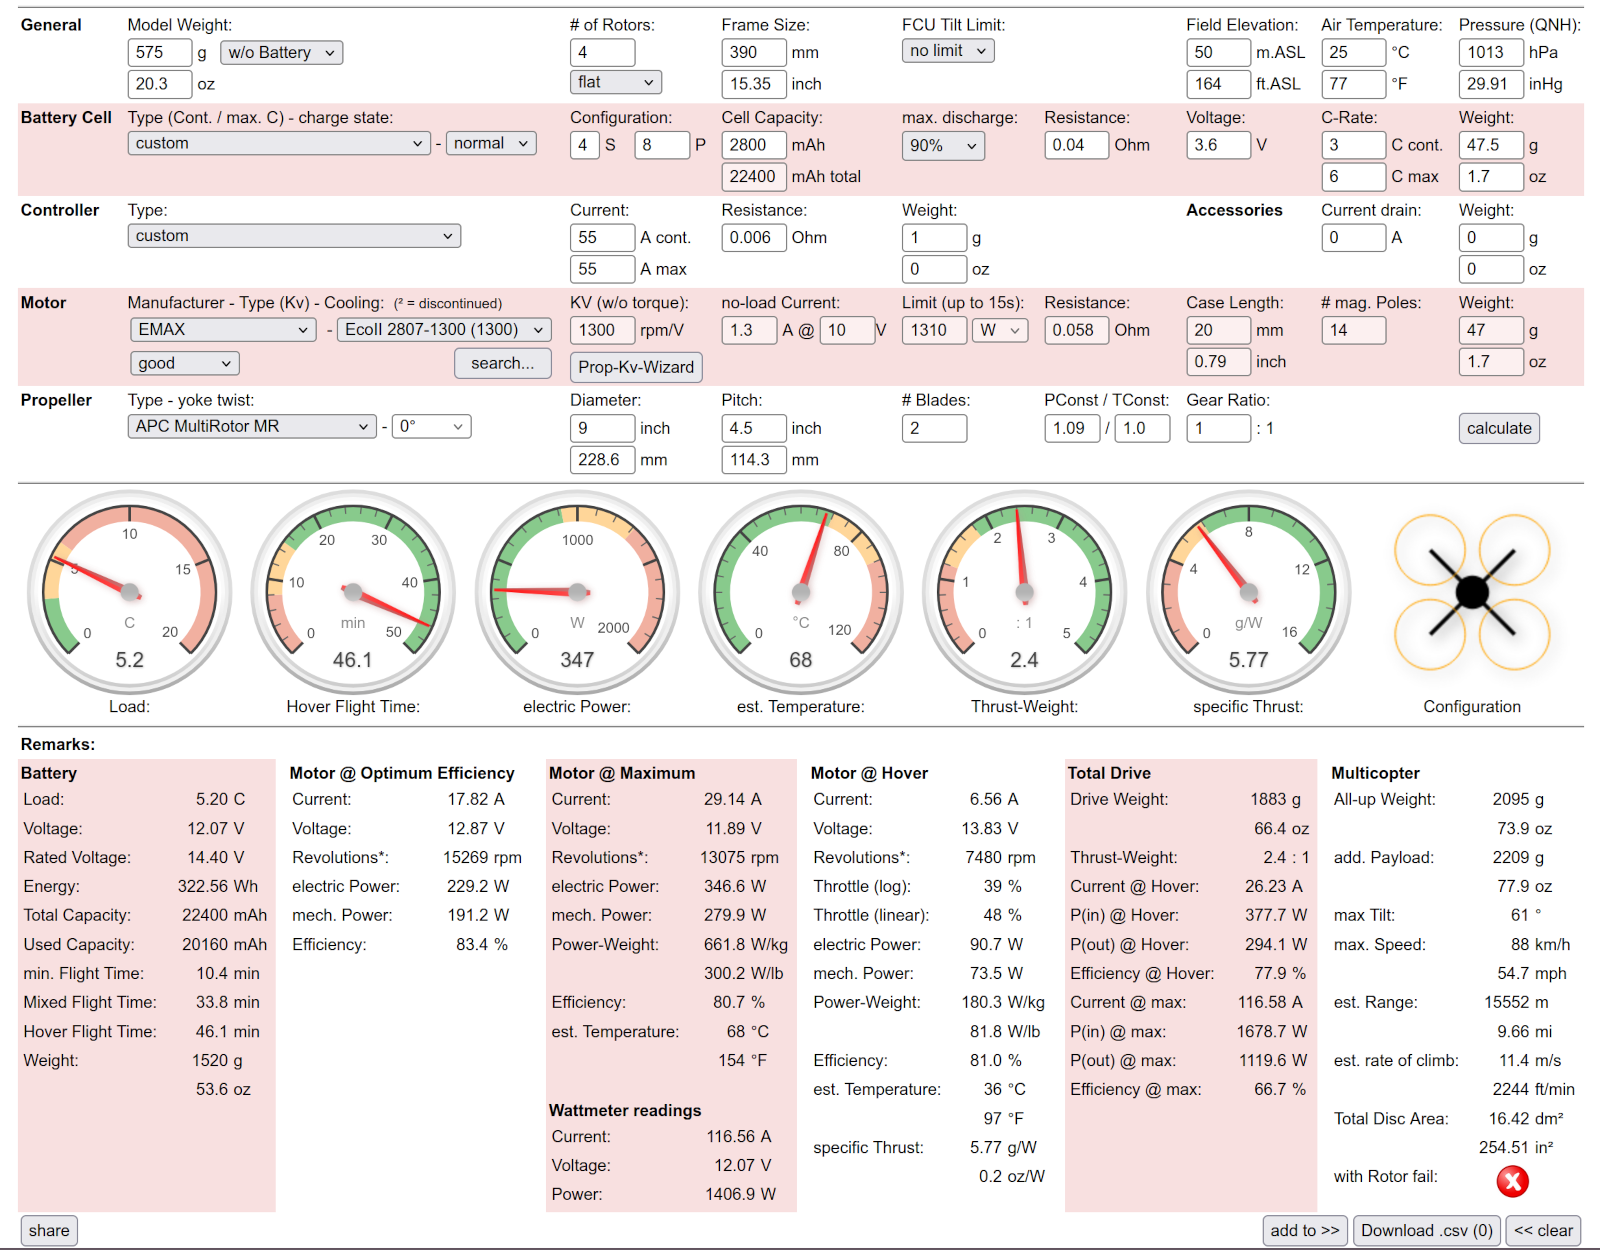 General Model Weight: # of Rotors: Frame Size: FCU Tilt Limit: Field Elevation: Air Temperature: Pressure (QNH):
575 g w/o Battery 4 390 mm no limit 50 m.ASL 25 °C 1013 hPa
20.3 oz flat 15.35 inch 164 ft.ASL 77 °F 29.91 inHg
Battery Cell Type (Cont. / max. C) - charge state: Configuration: Cell Capacity: max. discharge: Resistance: Voltage: C-Rate: Weight:
custom - normal 4 S 8 P 2800 mAh 90% 0.04 Ohm 3.6 V 3 C cont. 47.5 g
22400 mAh total 6 C max 1.7 oz
Controller Type: Current: Resistance: Weight: Accessories Current drain: Weight:
custom 55 A cont. 0.006 Ohm 1 g 0 A 0 g
55 A max 0 oz 0 oz
Motor Manufacturer - Type (Kv) - Cooling: (² = discontinued) KV (w/o torque): no-load Current: Limit (up to 15s): Resistance: Case Length: # mag. Poles: Weight:
EMAX - EcoII 2807-1300 (1300) 1300 rpm/V 1.3 A @ 10 V 1310 W 0.058 Ohm 20 mm 14 47 g
good search... Prop-Kv-Wizard 0.79 inch 1.7 oz
Propeller Type - yoke twist: Diameter: Pitch: # Blades: PConst / TConst: Gear Ratio:
APC MultiRotor MR - 0° 9 inch 4.5 inch 2 1.09 / 1.0 1 : 1 calculate
228.6 mm 114.3 mm
0 5 10 15 20 C 5.2
0 10 20 30 40 50 min 46.1
0 1000 2000 W 347
0 40 80 120 °C 68
0 1 2 3 4 5 : 1 2.4
0 4 8 12 16 g/W 5.77
Load: Hover Flight Time: electric Power: est. Temperature: Thrust-Weight: specific Thrust: Configuration
Remarks:
Battery
Load: 5.20 C
Voltage: 12.07 V
Rated Voltage: 14.40 V
Energy: 322.56 Wh
Total Capacity: 22400 mAh
Used Capacity: 20160 mAh
min. Flight Time: 10.4 min
Mixed Flight Time: 33.8 min
Hover Flight Time: 46.1 min
Weight: 1520 g
53.6 oz
Motor @ Optimum Efficiency
Current: 17.82 A
Voltage: 12.87 V
Revolutions*: 15269 rpm
electric Power: 229.2 W
mech. Power: 191.2 W
Efficiency: 83.4 %
Motor @ Maximum
Current: 29.14 A
Voltage: 11.89 V
Revolutions*: 13075 rpm
electric Power: 346.6 W
mech. Power: 279.9 W
Power-Weight: 661.8 W/kg
300.2 W/lb
Efficiency: 80.7 %
est. Temperature: 68 °C
154 °F
Wattmeter readings
Current: 116.56 A
Voltage: 12.07 V
Power: 1406.9 W
Motor @ Hover
Current: 6.56 A
Voltage: 13.83 V
Revolutions*: 7480 rpm
Throttle (log): 39 %
Throttle (linear): 48 %
electric Power: 90.7 W
mech. Power: 73.5 W
Power-Weight: 180.3 W/kg
81.8 W/lb
Efficiency: 81.0 %
est. Temperature: 36 °C
97 °F
specific Thrust: 5.77 g/W
0.2 oz/W
Total Drive
Drive Weight: 1883 g
66.4 oz
Thrust-Weight: 2.4 : 1
Current @ Hover: 26.23 A
P(in) @ Hover: 377.7 W
P(out) @ Hover: 294.1 W
Efficiency @ Hover: 77.9 %
Current @ max: 116.58 A
P(in) @ max: 1678.7 W
P(out) @ max: 1119.6 W
Efficiency @ max: 66.7 %
Multicopter
All-up Weight: 2095 g
73.9 oz
add. Payload: 2209 g
77.9 oz
max Tilt: 61 °
max. Speed: 88 km/h
54.7 mph
est. Range: 15552 m
9.66 mi
est. rate of climb: 11.4 m/s
2244 ft/min
Total Disc Area: 16.42 dm²
254.51 in²
with Rotor fail:
share add to >> Download .csv (0) << clear